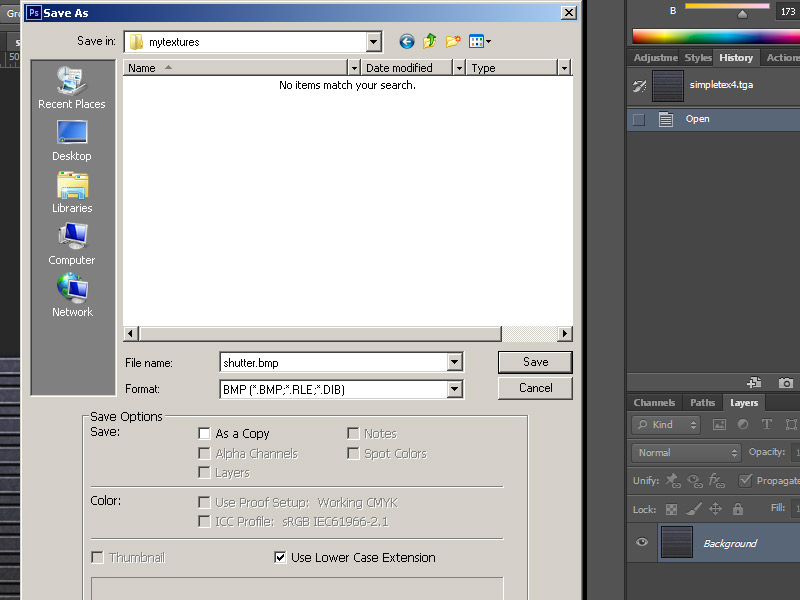 Ps Save As
Save in: mytextures
Name Date modified Type
No items match your search.
Recent Places
Desktop
Libraries
Computer
Network
File name: shutter.bmp Save
Format: BMP (*.BMP;*.RLE;*.DIB) Cancel
Save Options
Save: As a Copy Notes
Alpha Channels Spot Colors
Layers
Color: Use Proof Setup: Working CMYK
ICC Profile: sRGB IEC61966-2.1
Thumbnail Use Lower Case Extension
Gr
50
B 173
Adjustme Styles History Action
simpletex4.tga
Open
Channels Paths Layers
Kind
Normal Opacity:
Unify: Propagate
Lock: Fill:
Background